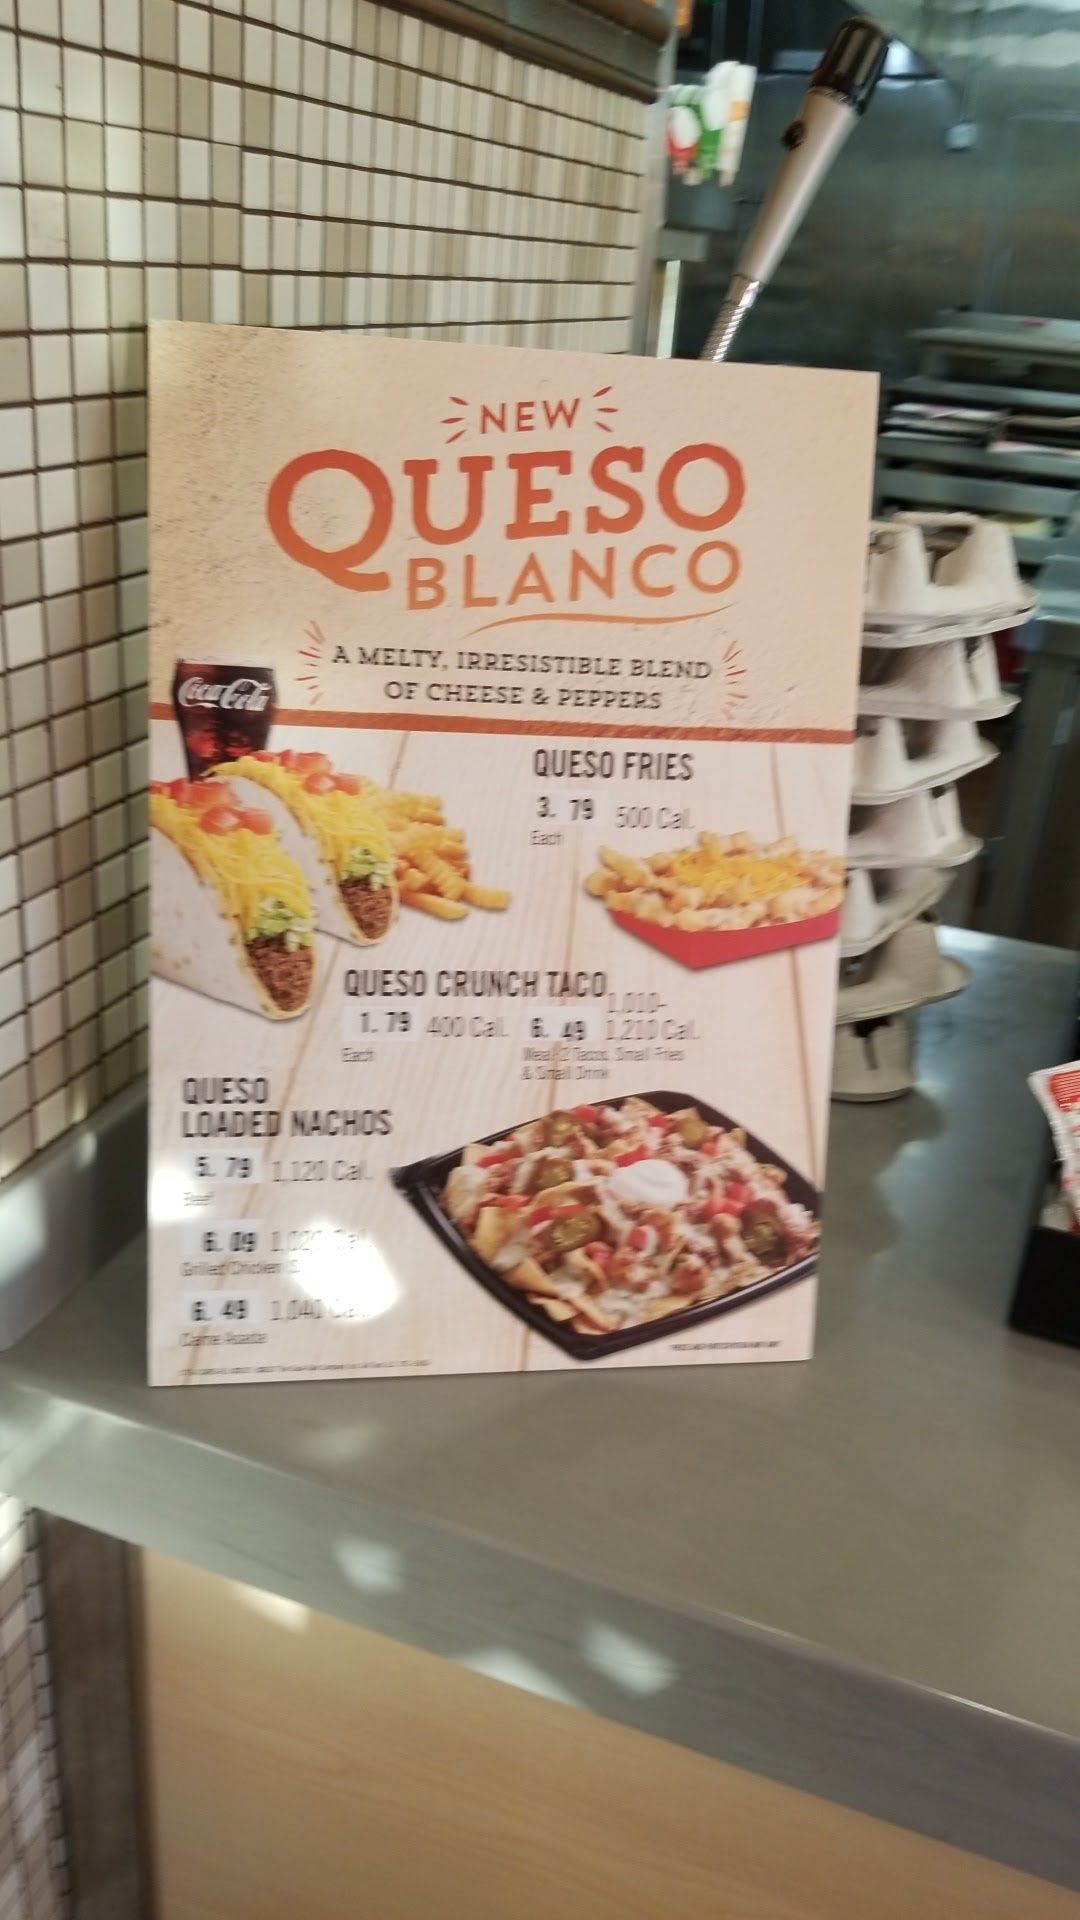 NEW
QUESO
BLANCO
A MELTY, IRRESISTIBLE BLEND
OF CHEESE & PEPPERS
Coca-Cola
QUESO FRIES
3. 79 500 Cal.
Each
QUESO CRUNCH TACO
1. 79 400 Cal.
Each
1,010-
6. 49 1,210 Cal.
Meal: 2 Tacos, Small Fries
& Small Drink
QUESO
LOADED NACHOS
5. 79 1,120 Cal.
Beef
6. 09
Grilled Chicken
6. 49 1,040 Cal.
Carne Asada